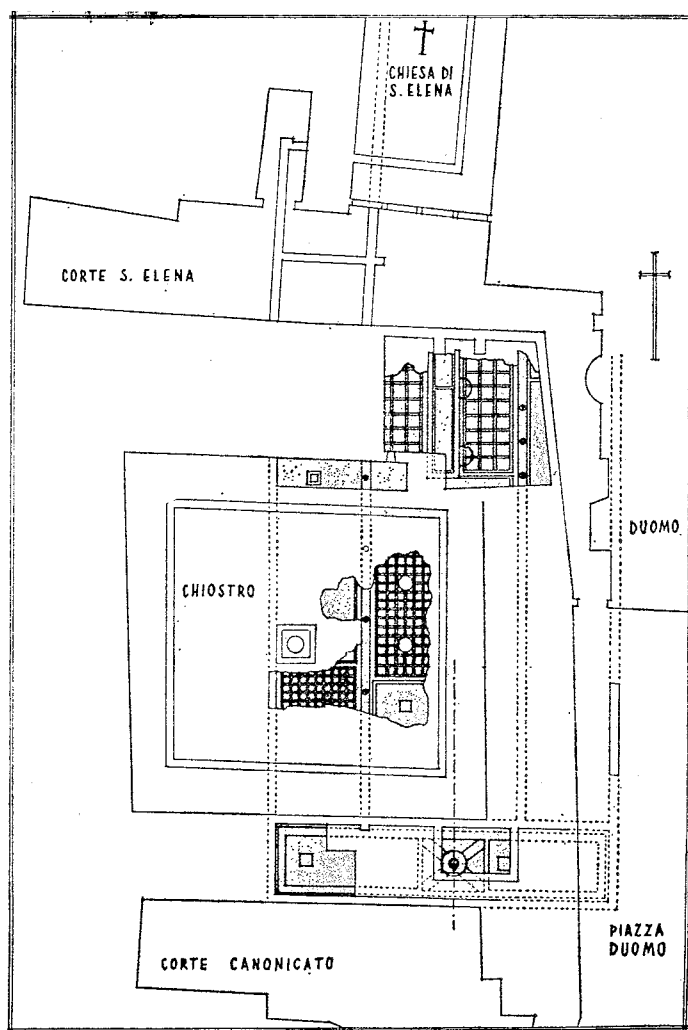 CHIESA DI
S. ELENA
CORTE S. ELENA
DUOMO
CHIOSTRO
PIAZZA
DUOMO
CORTE CANONICATO